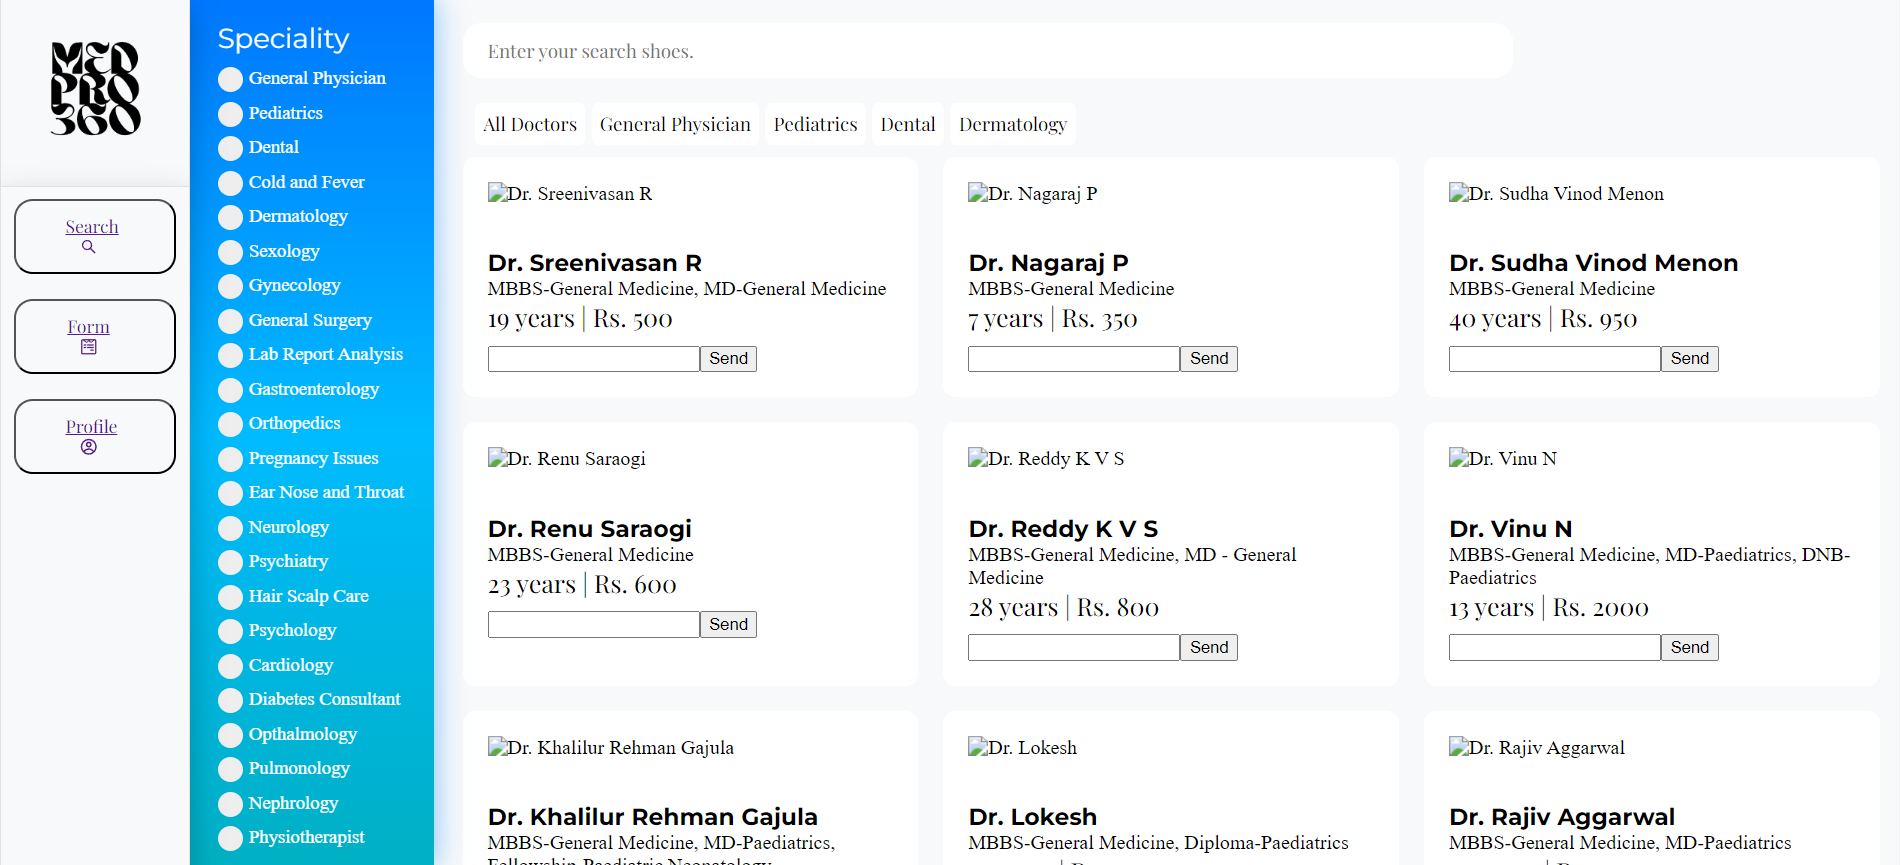 MED
PRO
360
Search
Form
Profile
Speciality
General Physician
Pediatrics
Dental
Cold and Fever
Dermatology
Sexology
Gynecology
General Surgery
Lab Report Analysis
Gastroenterology
Orthopedics
Pregnancy Issues
Ear Nose and Throat
Neurology
Psychiatry
Hair Scalp Care
Psychology
Cardiology
Diabetes Consultant
Opthalmology
Pulmonology
Nephrology
Physiotherapist
Enter your search shoes.
All Doctors General Physician Pediatrics Dental Dermatology
Dr. Sreenivasan R
Dr. Sreenivasan R
MBBS-General Medicine, MD-General Medicine
19 years | Rs. 500
Send
Dr. Nagaraj P
Dr. Nagaraj P
MBBS-General Medicine
7 years | Rs. 350
Send
Dr. Sudha Vinod Menon
Dr. Sudha Vinod Menon
MBBS-General Medicine
40 years | Rs. 950
Send
Dr. Renu Saraogi
Dr. Renu Saraogi
MBBS-General Medicine
23 years | Rs. 600
Send
Dr. Reddy K V S
Dr. Reddy K V S
MBBS-General Medicine, MD - General
Medicine
28 years | Rs. 800
Send
Dr. Vinu N
Dr. Vinu N
MBBS-General Medicine, MD-Paediatrics, DNB-
Paediatrics
13 years | Rs. 2000
Send
Dr. Khalilur Rehman Gajula
Dr. Khalilur Rehman Gajula
MBBS-General Medicine, MD-Paediatrics,
Fellowship-Paediatric Neonatology
Dr. Lokesh
Dr. Lokesh
MBBS-General Medicine, Diploma-Paediatrics
Dr. Rajiv Aggarwal
Dr. Rajiv Aggarwal
MBBS-General Medicine, MD-Paediatrics